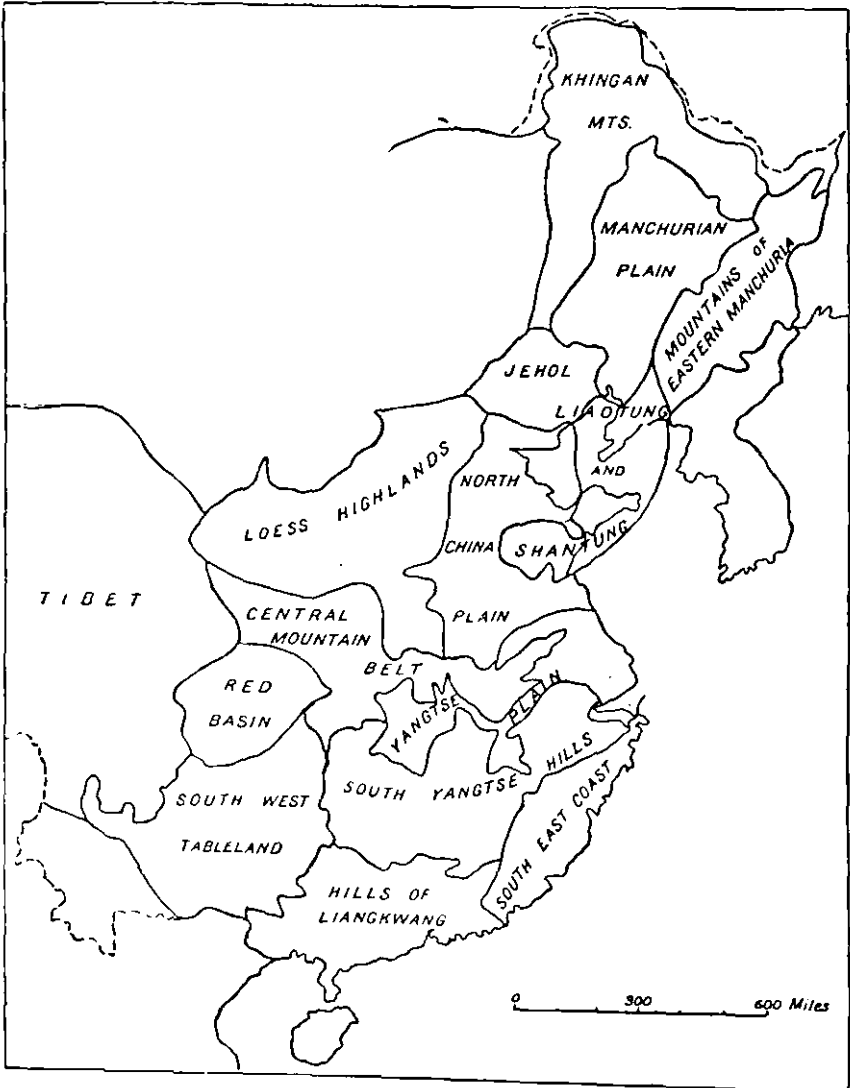 KHINGAN
MTS.
MANCHURIAN
PLAIN
MOUNTAINS OF
EASTERN MANCHURIA
JEHOL
LIAOTUNG
AND
SHANTUNG
LOESS HIGHLANDS
NORTH
CHINA
PLAIN
TIBET
CENTRAL
MOUNTAIN
BELT
RED
BASIN
YANGTSE
PLAIN
SOUTH YANGTSE HILLS
SOUTH WEST
TABLELAND
SOUTH EAST COAST
HILLS OF
LIANGKWANG
0 300 600 Miles